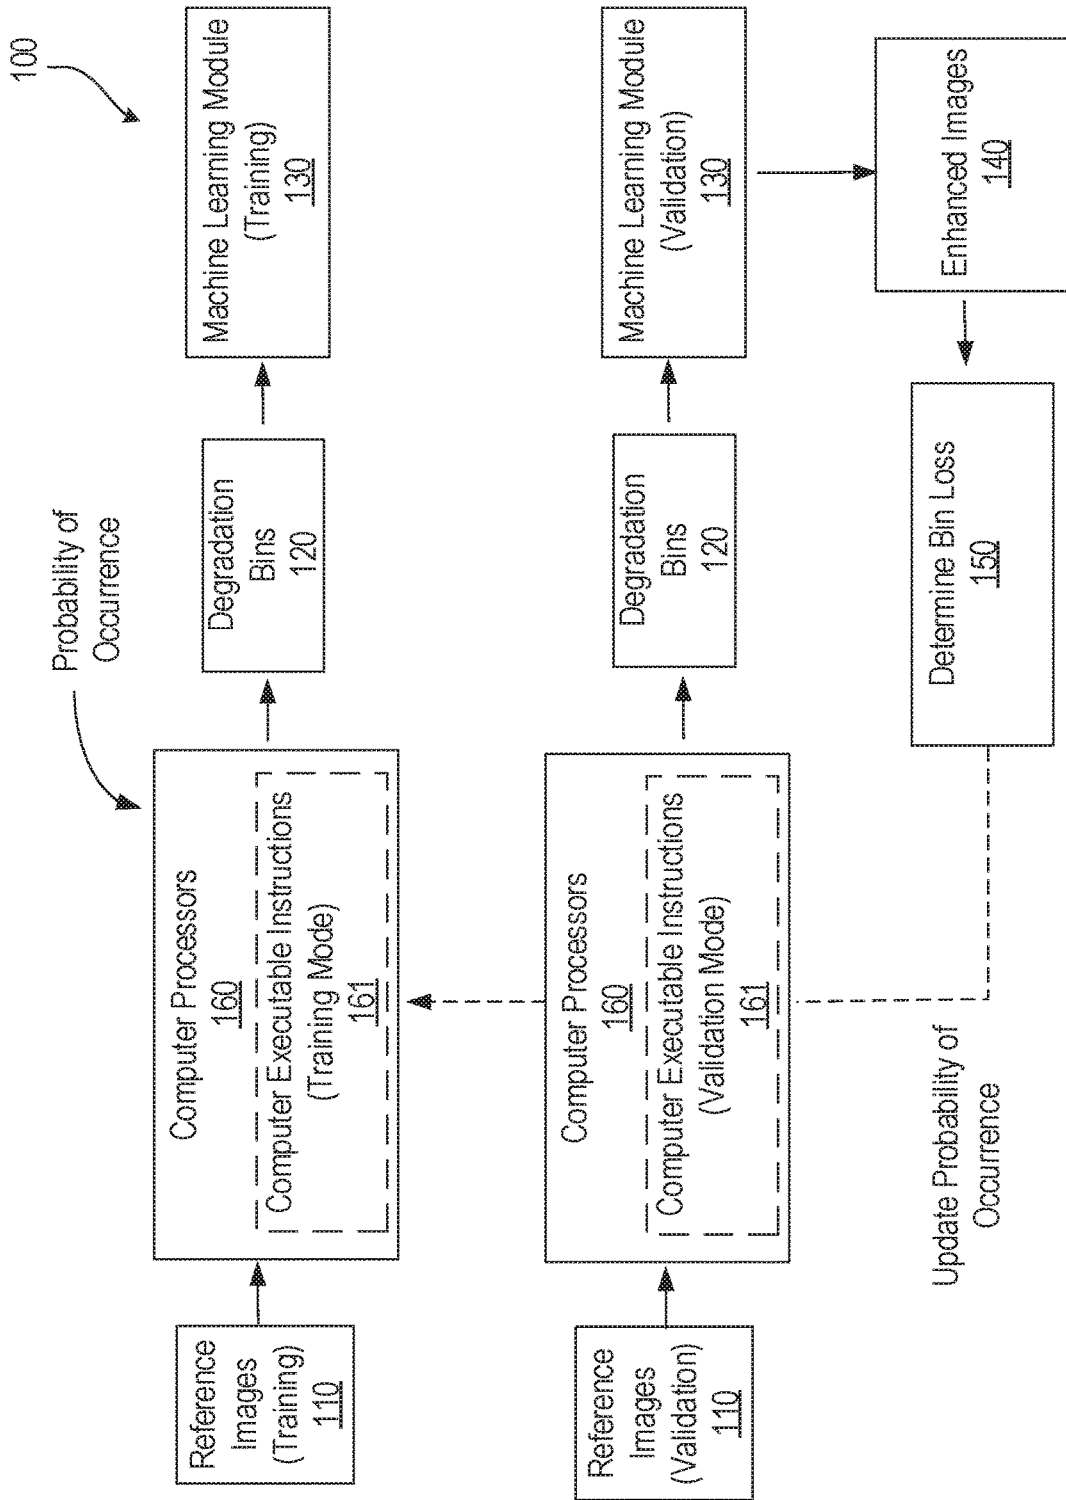 100
Probability of
Occurrence
Reference
Images
(Training)
110
Computer Processors
160
Computer Executable Instructions
(Training Mode)
161
Degradation
Bins
120
Machine Learning Module
(Training)
130
Reference
Images
(Validation)
110
Computer Processors
160
Computer Executable Instructions
(Validation Mode)
161
Degradation
Bins
120
Machine Learning Module
(Validation)
130
Update Probability of
Occurrence
Determine Bin Loss
150
Enhanced Images
140